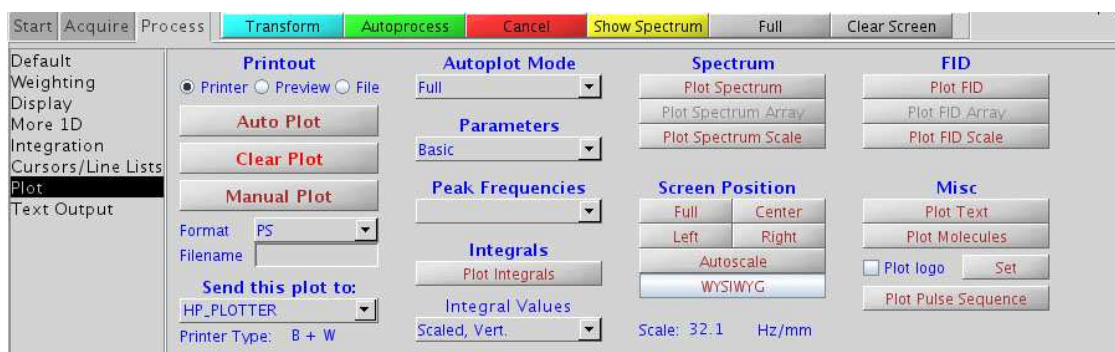 Start Acquire Process Transform Autoprocess Cancel Show Spectrum Full Clear Screen
Default
Weighting
Display
More 1D
Integration
Cursors/Line Lists
Plot
Text Output
Printout
Printer Preview File
Auto Plot
Clear Plot
Manual Plot
Format PS
Filename
Send this plot to:
HP_PLOTTER
Printer Type: B + W
Autoplot Mode
Full
Parameters
Basic
Peak Frequencies
Integrals
Plot Integrals
Integral Values
Scaled, Vert.
Spectrum
Plot Spectrum
Plot Spectrum Array
Plot Spectrum Scale
Screen Position
Full Center
Left Right
Autoscale
WYSIWYG
Scale: 32.1 Hz/mm
FID
Plot FID
Plot FID Array
Plot FID Scale
Misc
Plot Text
Plot Molecules
Plot logo Set
Plot Pulse Sequence